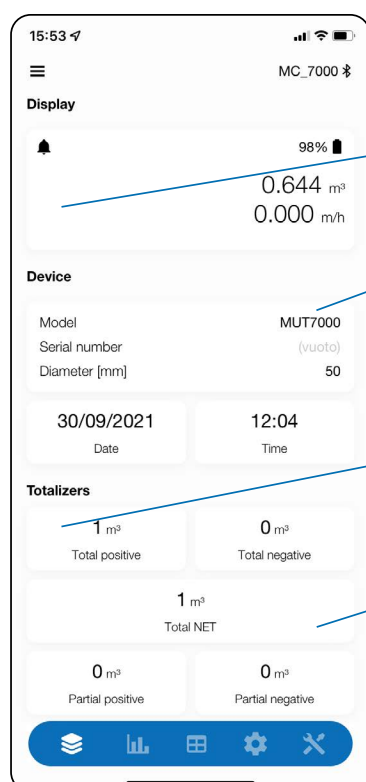 15:53
MC_7000
Display
98%
0.644 m³
0.000 m/h
Device
Model MUT7000
Serial number (vuoto)
Diameter [mm] 50
30/09/2021 12:04
Date Time
Totalizers
1 m³ 0 m³
Total positive Total negative
1 m³
Total NET
0 m³ 0 m³
Partial positive Partial negative